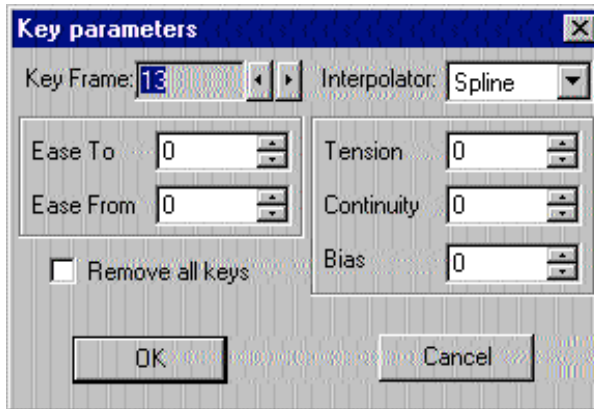 Key parameters
Key Frame: 13 Interpolator: Spline
Ease To 0 Tension 0
Ease From 0 Continuity 0
Remove all keys Bias 0
OK Cancel